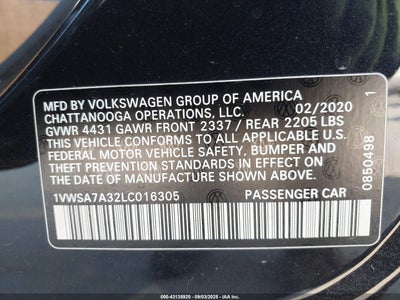 MFD BY VOLKSWAGEN GROUP OF AMERICA
CHATTANOOGA OPERATIONS, LLC. 02/2020
GVWR 4431 GAWR FRONT 2337 / REAR 2205 LBS
THIS VEHICLE CONFORMS TO ALL APPLICABLE U.S.
FEDERAL MOTOR VEHICLE SAFETY, BUMPER AND
THEFT PREVENTION STANDARDS IN EFFECT ON THE
DATE OF MANUFACTURE SHOWN ABOVE.
1VWSA7A32LC016305 PASSENGER CAR
0850498 1
000-43138920 - 09/03/2025 - IAA Inc.